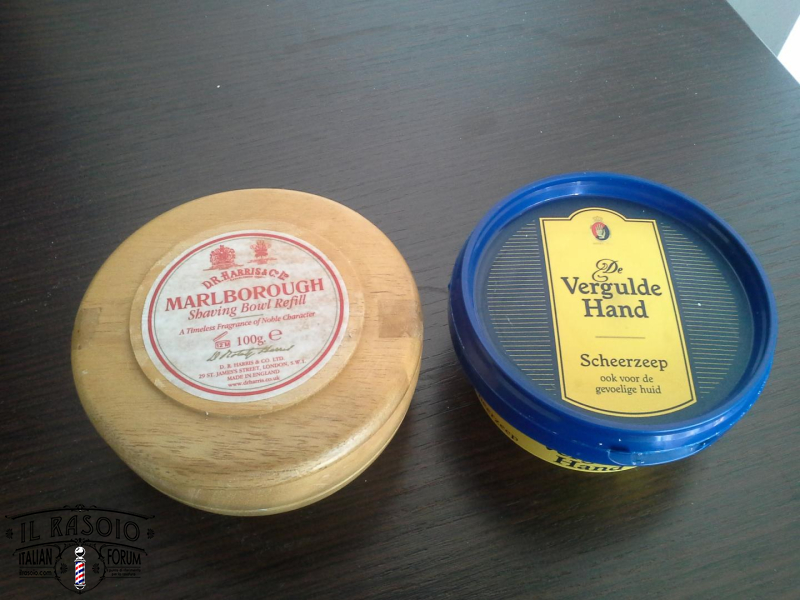 D.R.HARRIS & Co. LTD.
MARLBOROUGH
Shaving Bowl Refill
A Timeless Fragrance of Noble Character
100g. e
D. R. HARRIS & CO. LTD.
29 ST. JAMES'S STREET, LONDON, S.W.1.
MADE IN ENGLAND
www.drharris.co.uk
De
Vergulde
Hand
Scheerzeep
ook voor de
gevoelige huid
Hand
IL RASOIO
ITALIAN FORUM